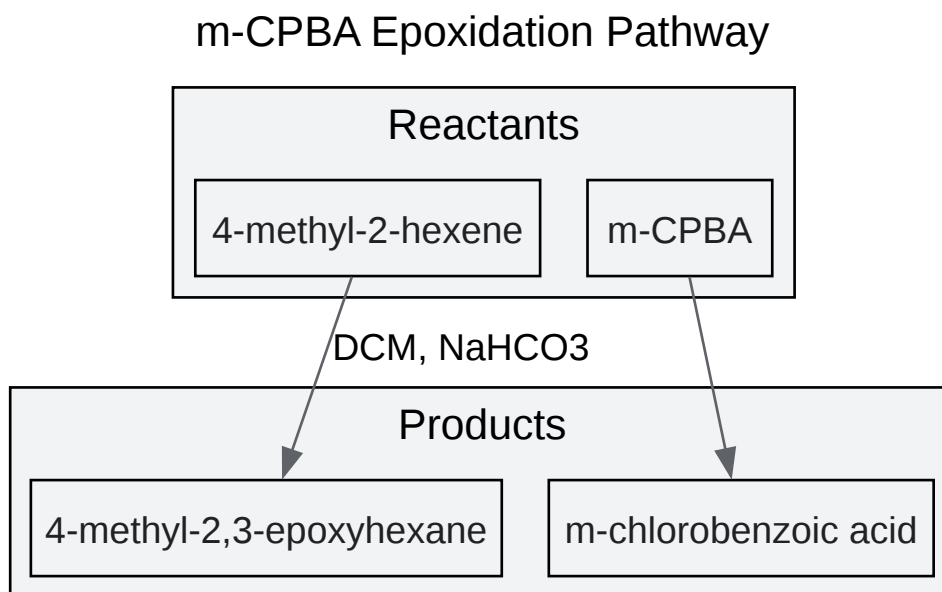 m-CPBA Epoxidation Pathway
Reactants
4-methyl-2-hexene
m-CPBA
DCM, NaHCO3
Products
4-methyl-2,3-epoxyhexane
m-chlorobenzoic acid